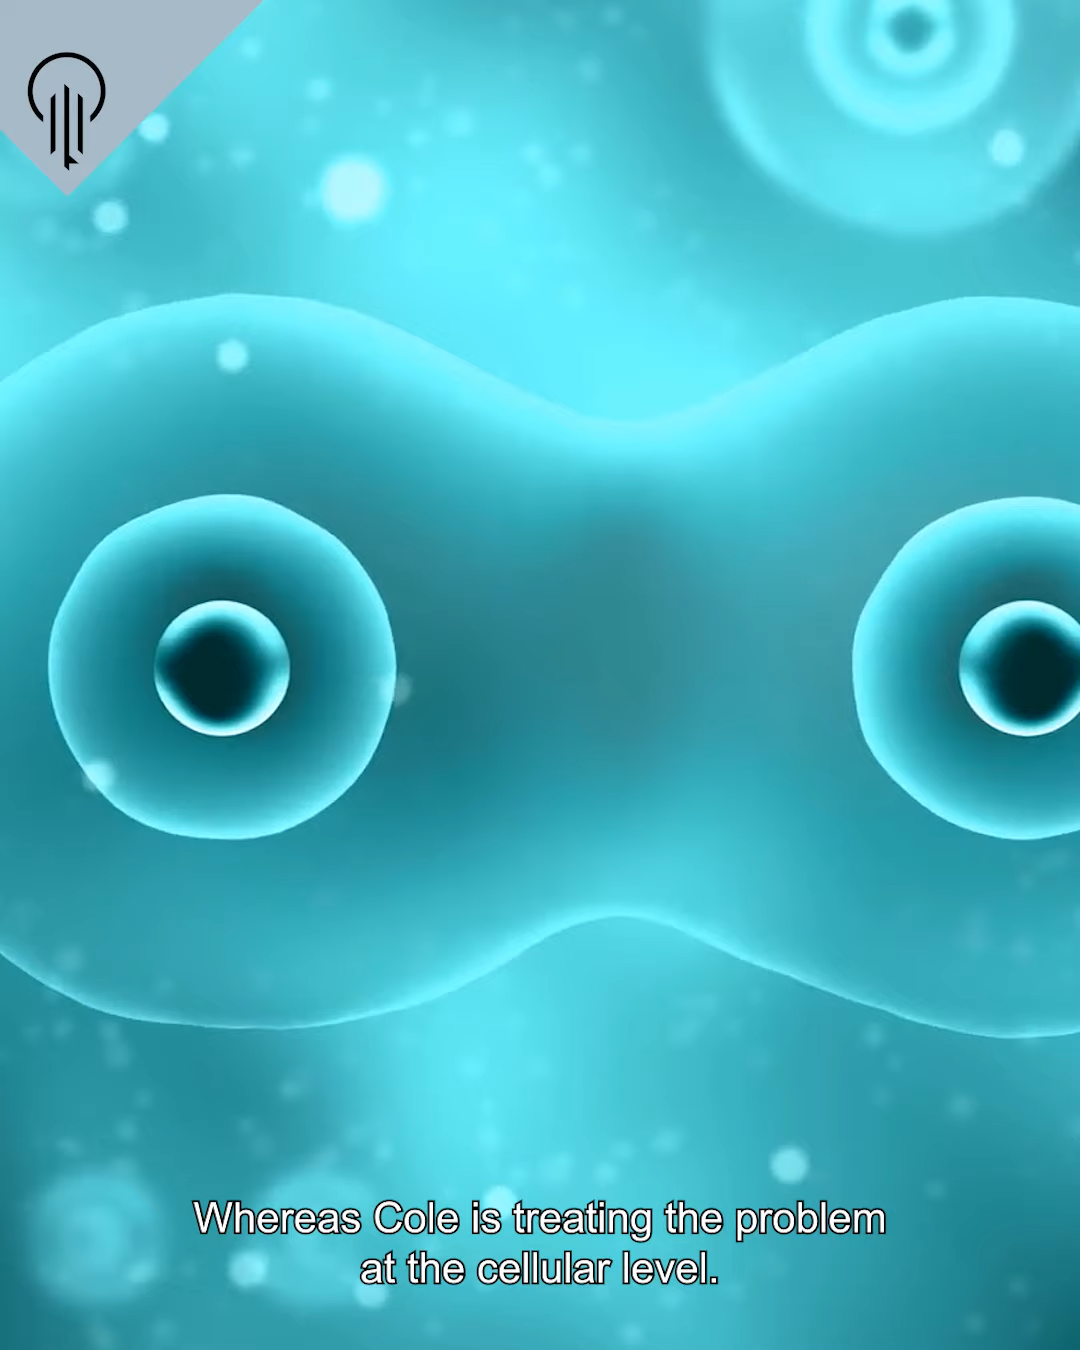 Whereas Cole is treating the problem
at the cellular level.